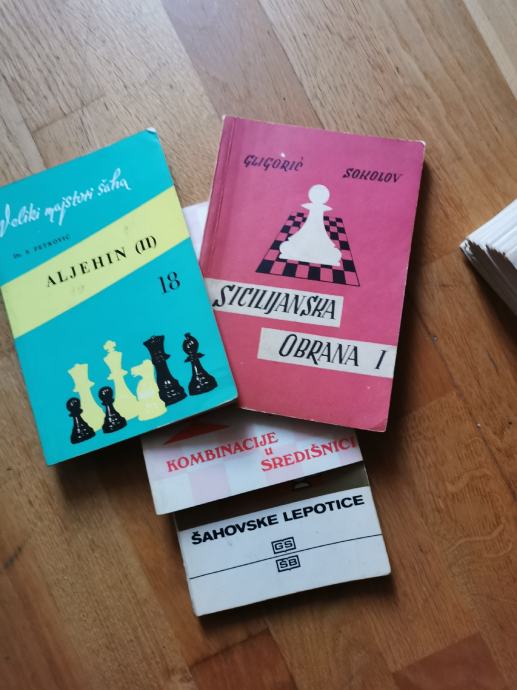 Veliki majstori šaha
Dr. S. PETROVIĆ
ALJEHIN (II)
18
GLIGORIĆ SOKOLOV
SICILIJANSKA
OBRANA I
KOMBINACIJE
U
SREDIŠNICI
ŠAHOVSKE LEPOTICE
GS
ŠB